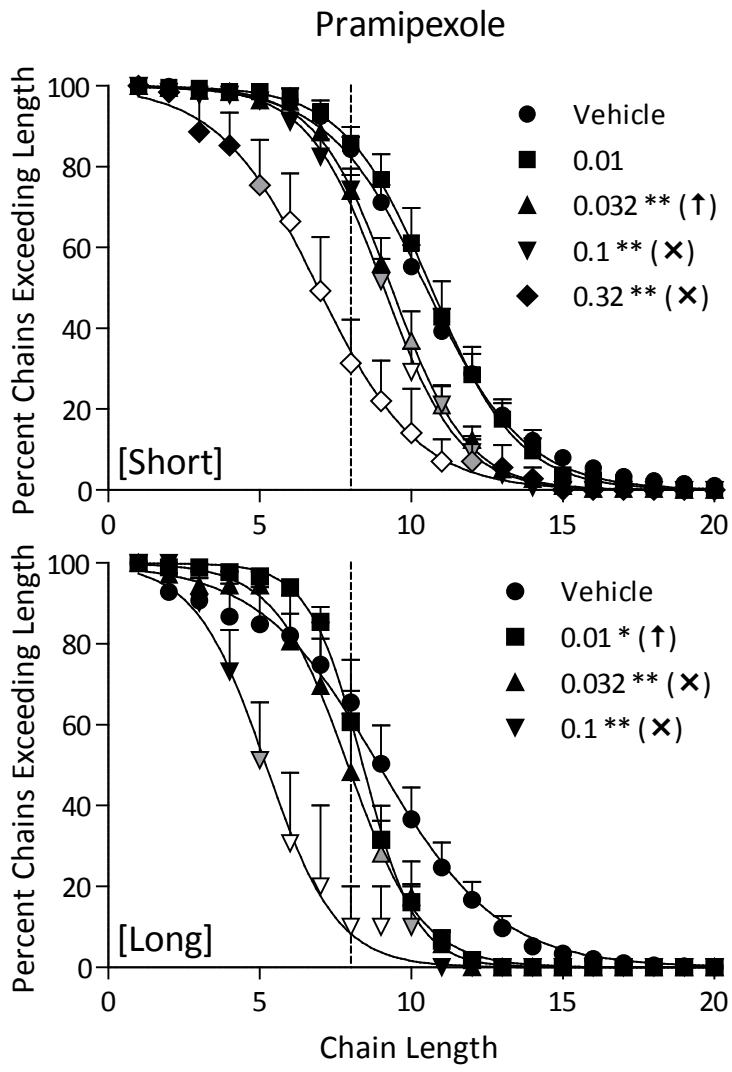 Pramipexole
Percent Chains Exceeding Length
100
80
60
40
20
0
0
5
10
15
20
[Short]
Vehicle
0.01
0.032 ** (↑)
0.1 ** (✕)
0.32 ** (✕)
Percent Chains Exceeding Length
100
80
60
40
20
0
0
5
10
15
20
[Long]
Vehicle
0.01 * (↑)
0.032 ** (✕)
0.1 ** (✕)
Chain Length